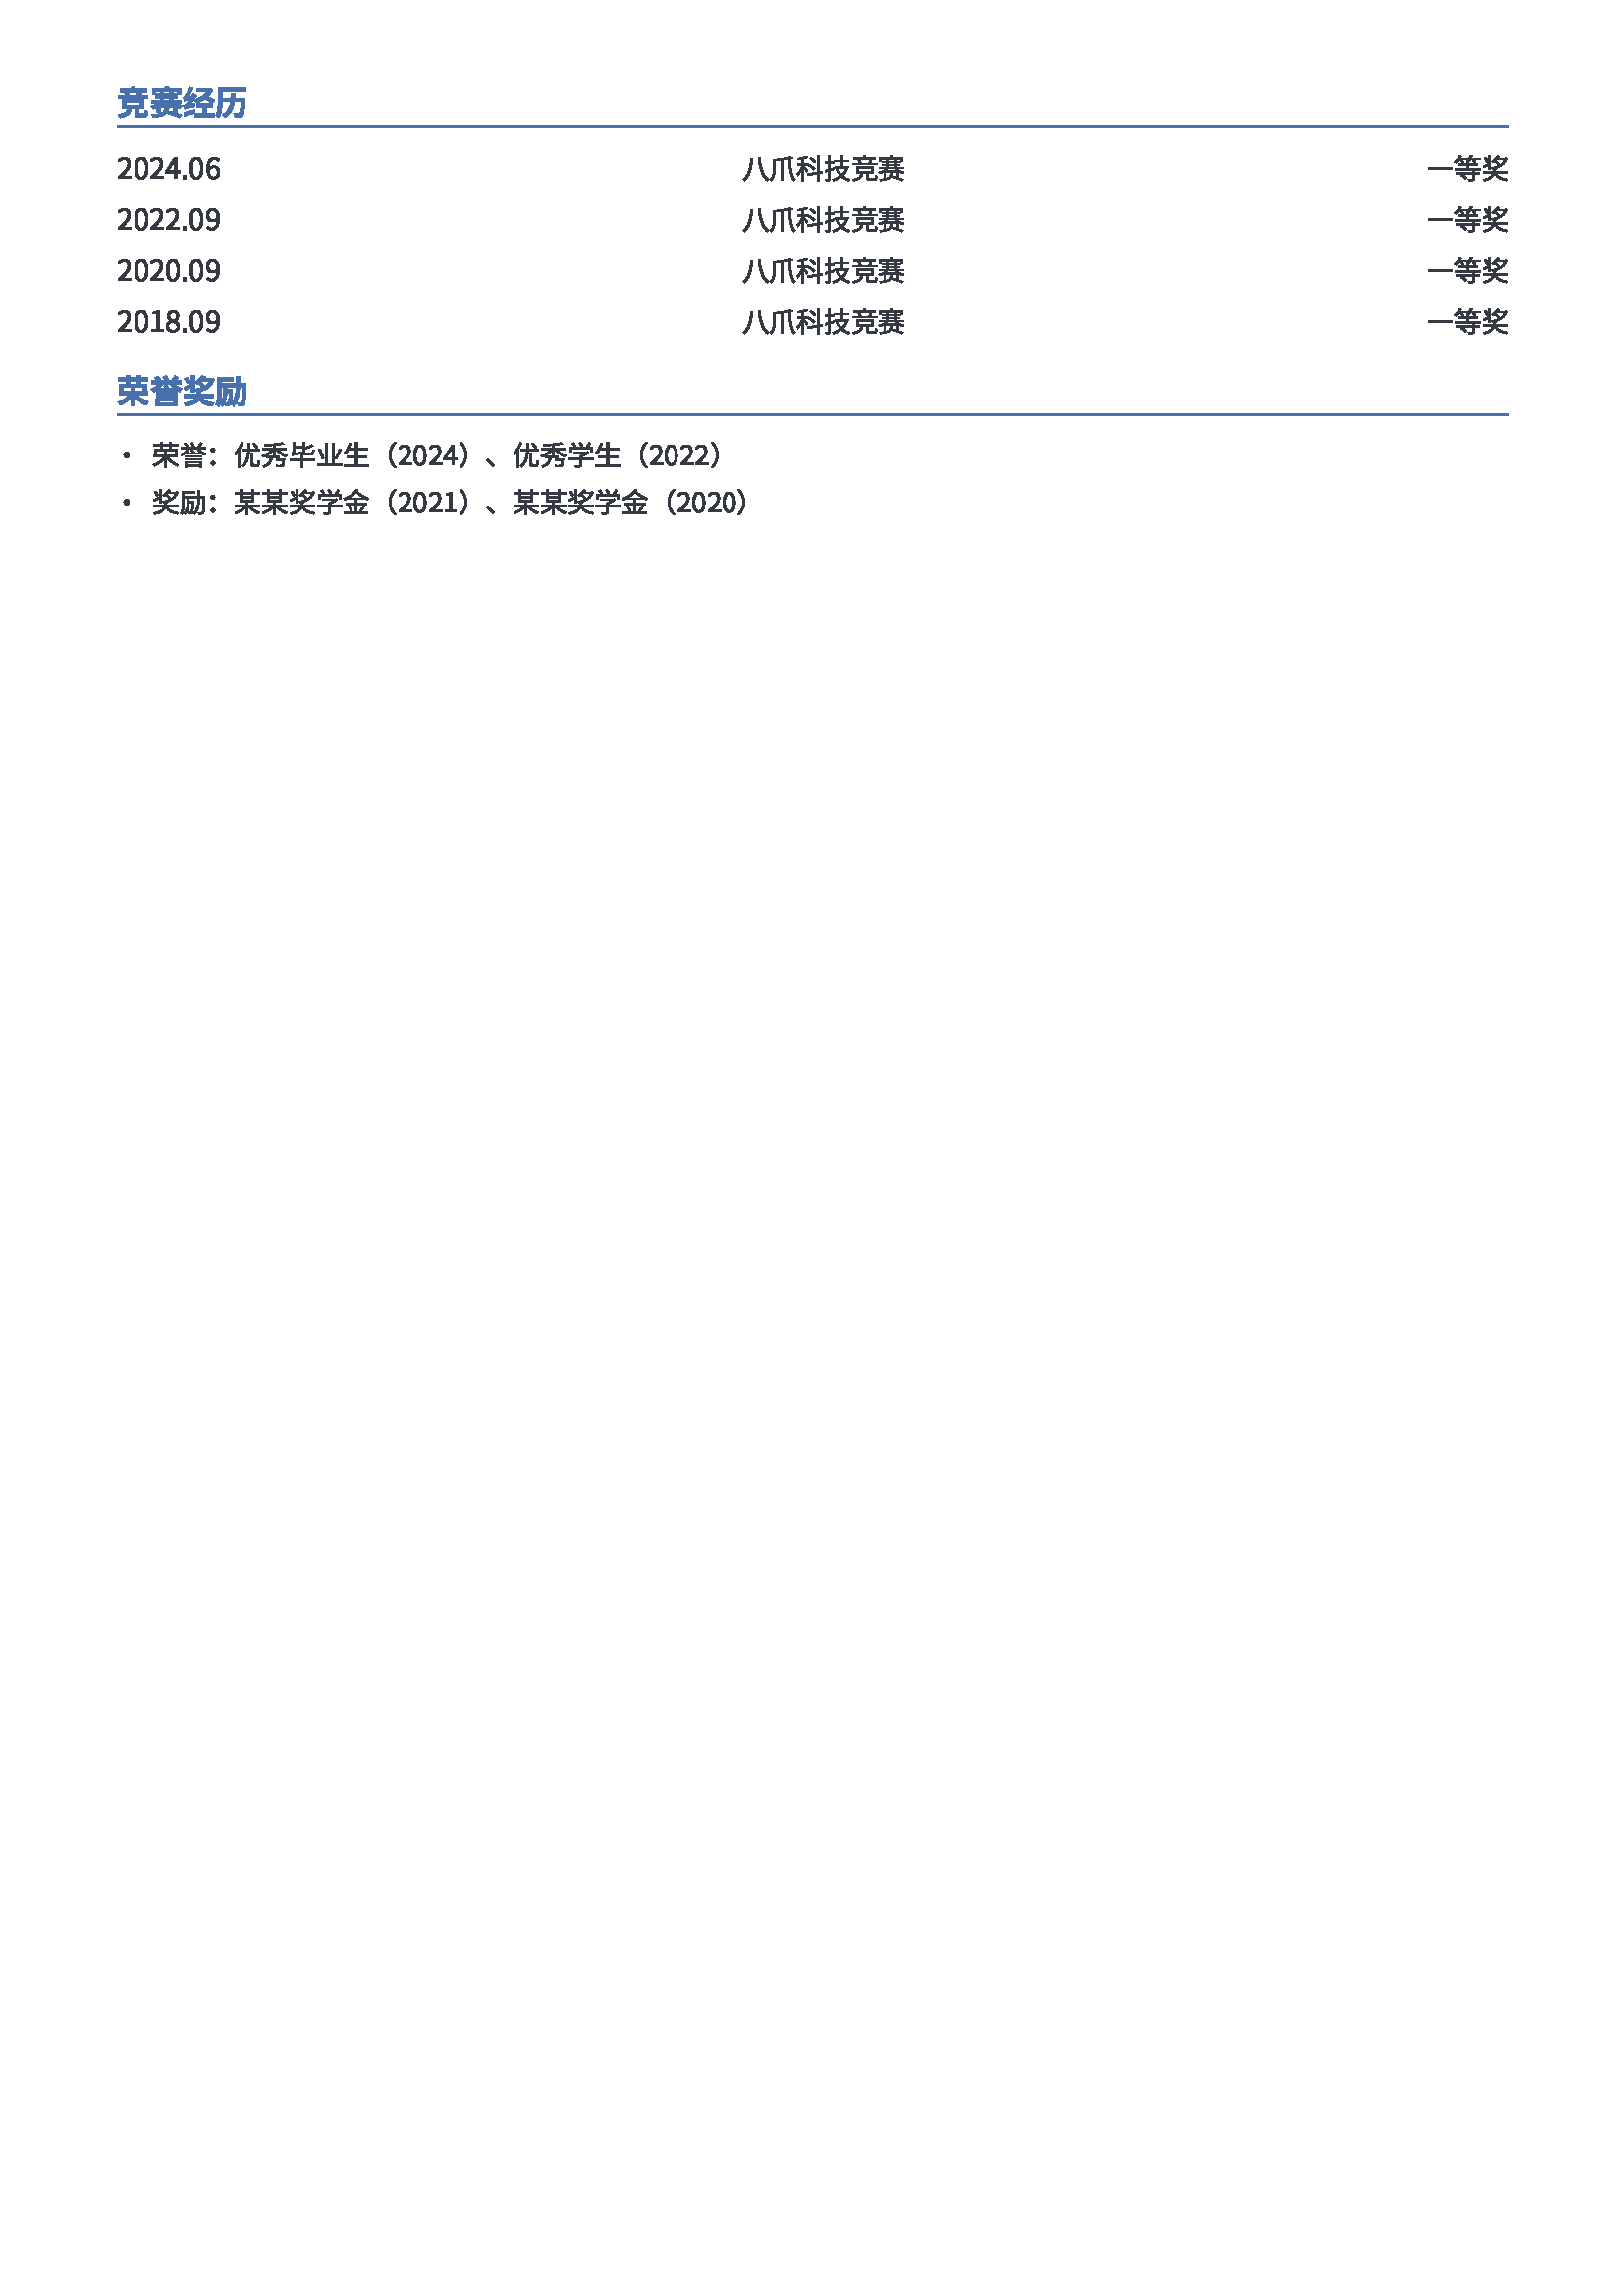 竞赛经历
2024.06 八爪科技竞赛 一等奖
2022.09 八爪科技竞赛 一等奖
2020.09 八爪科技竞赛 一等奖
2018.09 八爪科技竞赛 一等奖
荣誉奖励
• 荣誉：优秀毕业生（2024）、优秀学生（2022）
• 奖励：某某奖学金（2021）、某某奖学金（2020）